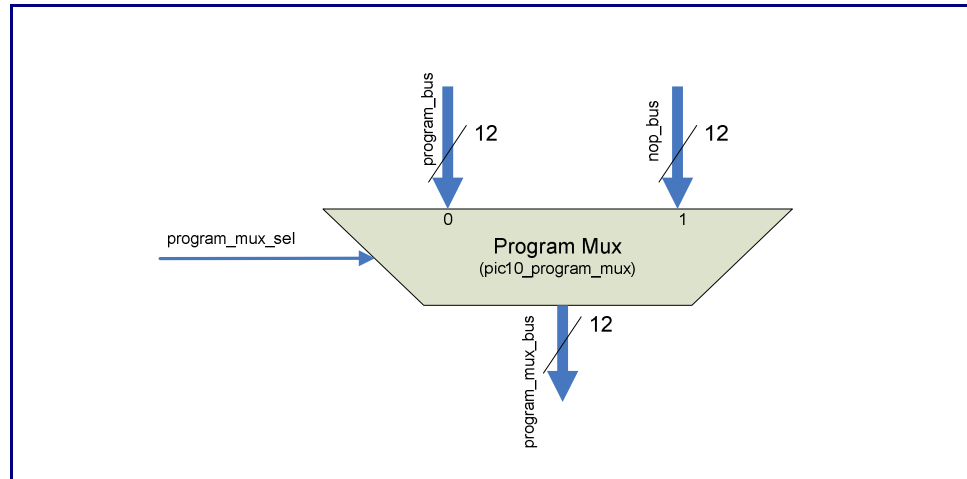 program_bus
12
nop_bus
12
0
1
program_mux_sel
Program Mux
(pic10_program_mux)
program_mux_bus
12